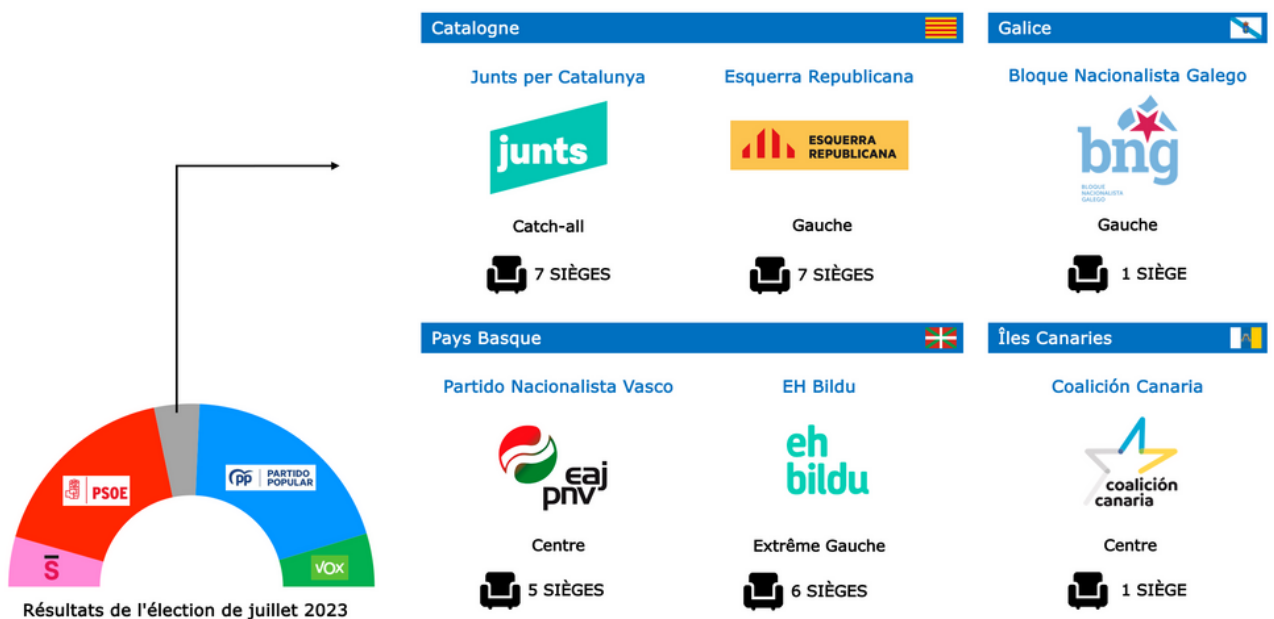 Catalogne
Junts per Catalunya
Esquerra Republicana
junts
ESQUERRA
REPUBLICANA
Catch-all
Gauche
7 SIÈGES
7 SIÈGES
Galice
Bloque Nacionalista Galego
bng
BLOQUE
NACIONALISTA
GALEGO
Gauche
1 SIÈGE
Pays Basque
Partido Nacionalista Vasco
EH Bildu
eaj
pnv
eh
bildu
Centre
Extrême Gauche
5 SIÈGES
6 SIÈGES
Îles Canaries
Coalición Canaria
coalición
canaria
Centre
1 SIÈGE
PSOE
PP PARTIDO
POPULAR
S
VOX
Résultats de l'élection de juillet 2023